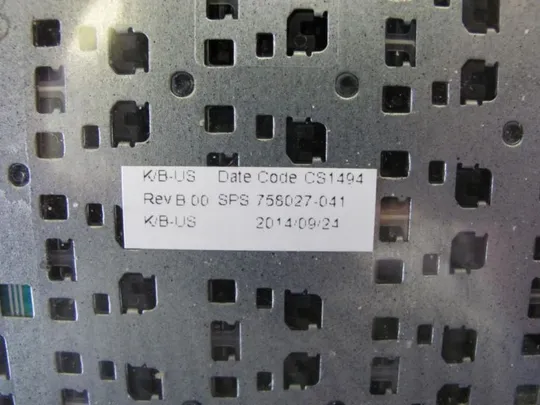 K/B-US Date Code CS1494
Rev B 00 SPS 758027-041
K/B-US 2014/09/24